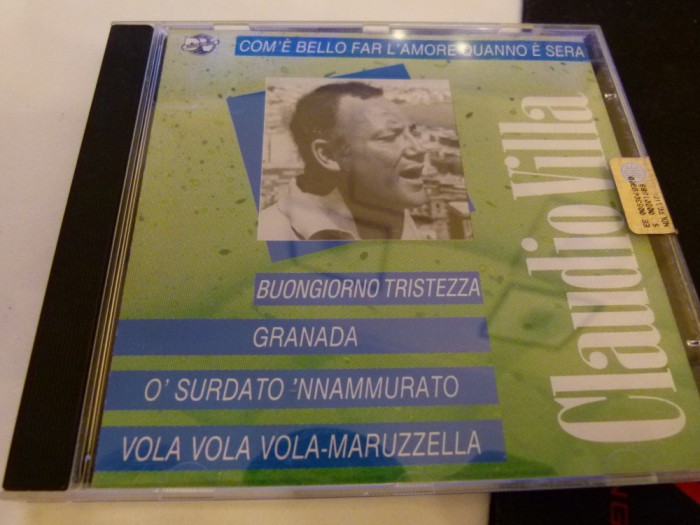 COM'È BELLO FAR L'AMORE QUANNO È SERA
Claudio Villa
BUONGIORNO TRISTEZZA
GRANADA
O' SURDATO 'NNAMMURATO
VOLA VOLA VOLA-MARUZZELLA